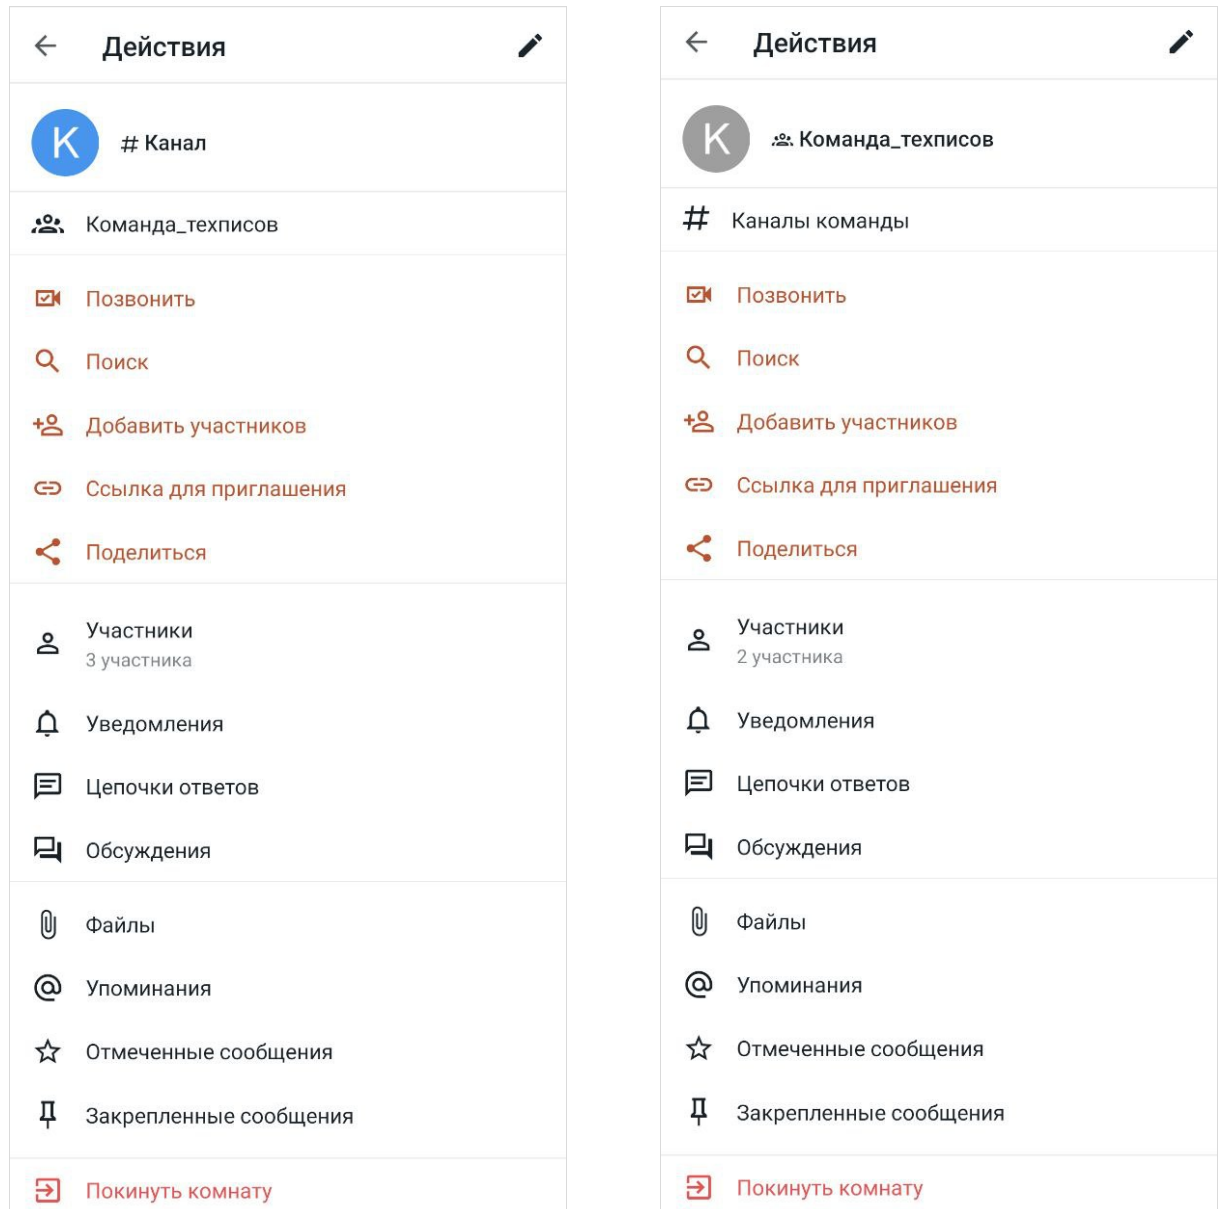 Действия
K
# Канал
Команда_техписов
Позвонить
Поиск
Добавить участников
Ссылка для приглашения
Поделиться
Участники
3 участника
Уведомления
Цепочки ответов
Обсуждения
Файлы
Упоминания
Отмеченные сообщения
Закрепленные сообщения
Покинуть комнату
Действия
K
Команда_техписов
# Каналы команды
Позвонить
Поиск
Добавить участников
Ссылка для приглашения
Поделиться
Участники
2 участника
Уведомления
Цепочки ответов
Обсуждения
Файлы
Упоминания
Отмеченные сообщения
Закрепленные сообщения
Покинуть комнату